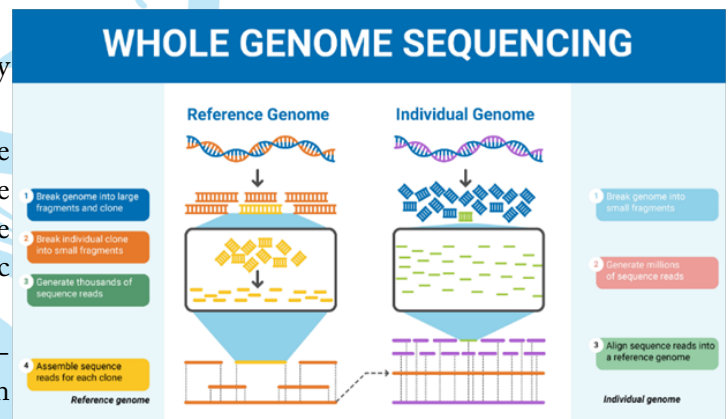 WHOLE GENOME SEQUENCING
y
e
e
e
c
–
n
Reference Genome
Individual Genome
1 Break genome into large
fragments and clone
2 Break individual clone
into small fragments
3 Generate thousands of
sequence reads
4 Assemble sequence
reads for each clone
Reference genome
1 Break genome into
small fragments
2 Generate millions
of sequence reads
3 Align sequence reads into
a reference genome
Individual genome